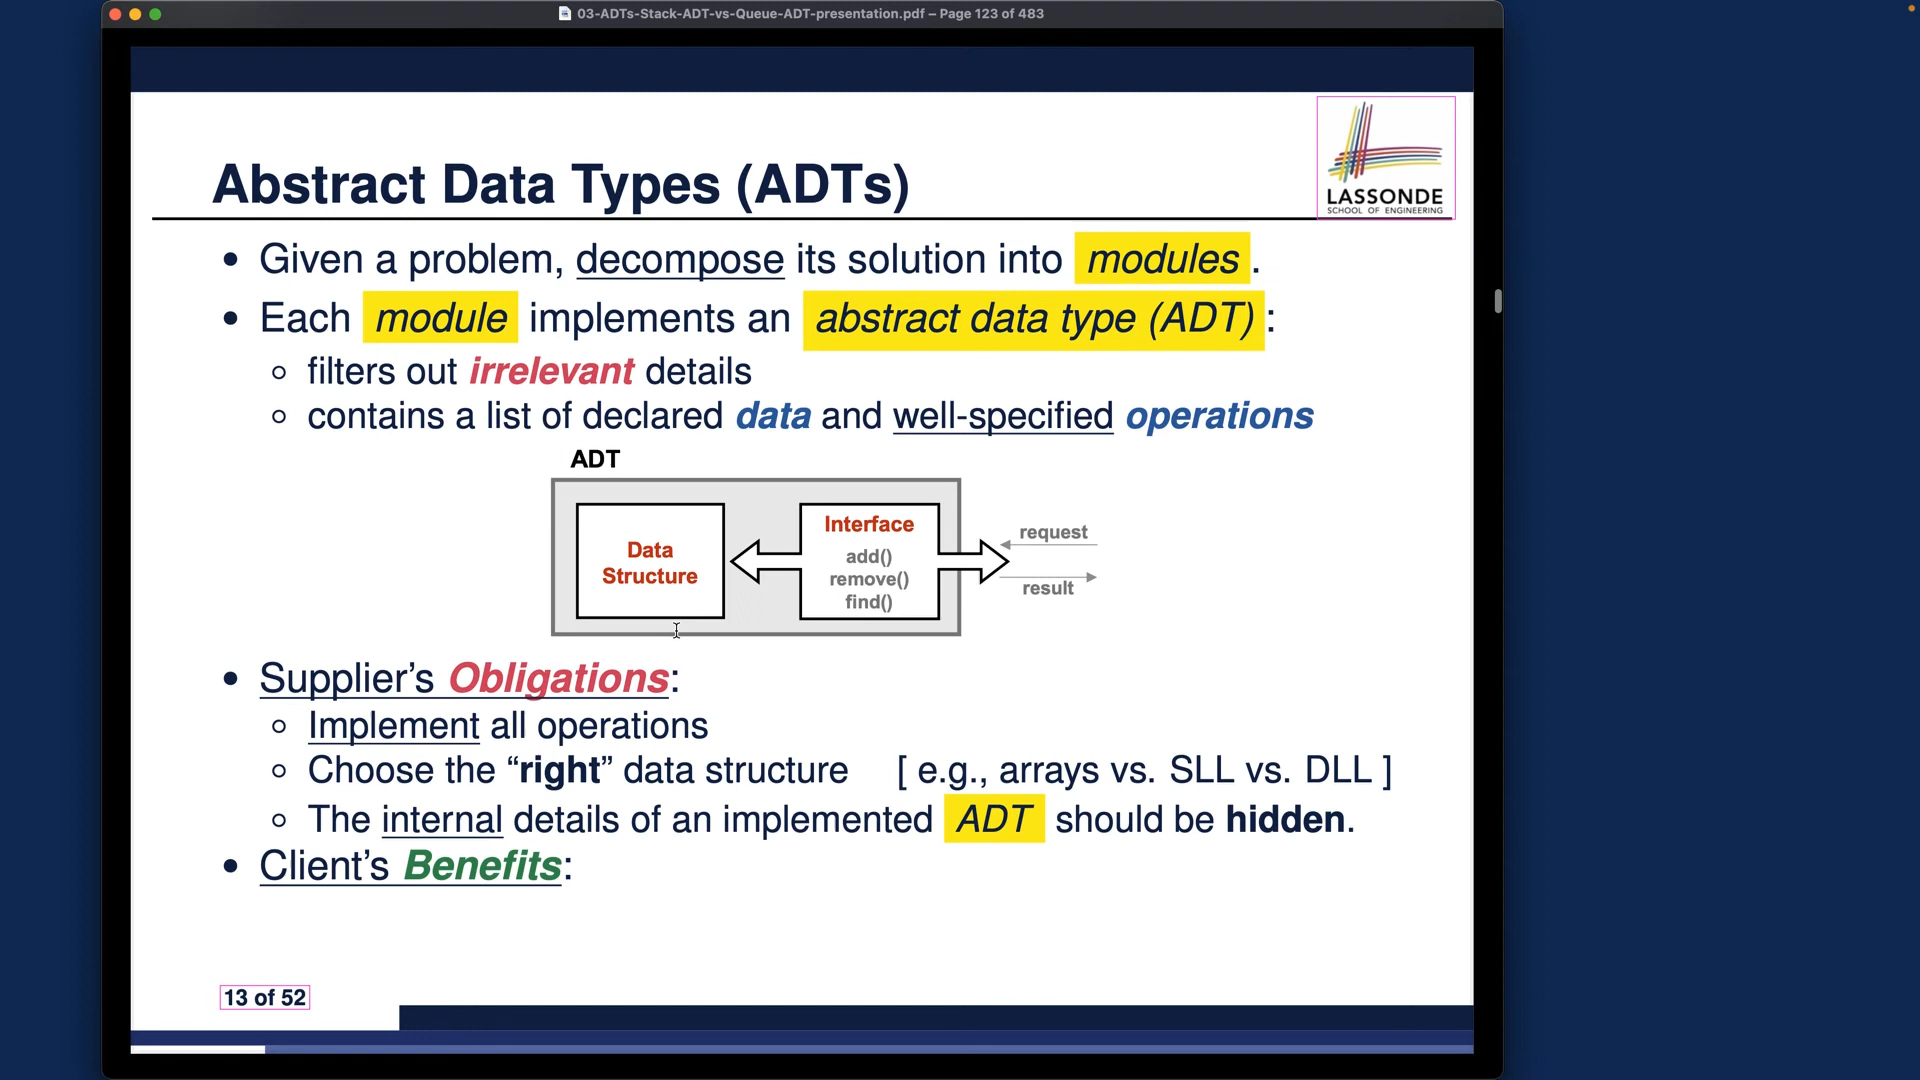 03-ADTs-Stack-ADT-vs-Queue-ADT-presentation.pdf – Page 123 of 483
LASSONDE
SCHOOL OF ENGINEERING
Abstract Data Types (ADTs)
• Given a problem, decompose its solution into modules.
• Each module implements an abstract data type (ADT):
◦ filters out irrelevant details
◦ contains a list of declared data and well-specified operations
ADT
Data
Structure
Interface
add()
remove()
find()
request
result
• Supplier’s Obligations:
◦ Implement all operations
◦ Choose the “right” data structure [ e.g., arrays vs. SLL vs. DLL ]
◦ The internal details of an implemented ADT should be hidden.
• Client’s Benefits:
13 of 52